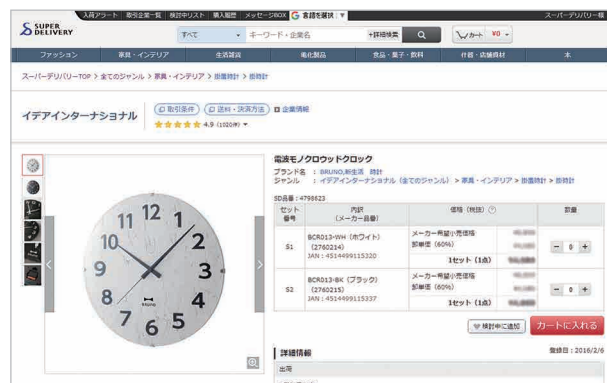 入荷アラート
取引企業一覧
検討中リスト
購入履歴
メッセージBOX
言語を選択 | ▼
スーパーデリバリー様
SUPER DELIVERY
すべて
キーワード・企業名
+詳細検索
カート
¥0
ファッション
家具・インテリア
生活雑貨
電化製品
食品・菓子・飲料
什器・店舗資材
本
スーパーデリバリーTOP > 全てのジャンル > 家具・インテリア > 掛置時計 > 掛時計
イデアインターナショナル
取引条件
送料・決済方法
企業情報
4.9 (1020件)
電波モノクロウッドクロック
ブランド名 : BRUNO,新生活 時計
ジャンル : イデアインターナショナル (全てのジャンル) > 家具・インテリア > 掛置時計 > 掛時計
SD品番 : 4798623
セット番号
内訳
(メーカー品番)
価格 (税抜)
数量
S1
BCR013-WH (ホワイト)
(2760214)
JAN : 4514499115320
メーカー希望小売価格
卸単価 (60%)
1セット (1点)
− 0 +
S2
BCR013-BK (ブラック)
(2760215)
JAN : 4514499115337
メーカー希望小売価格
卸単価 (60%)
1セット (1点)
− 0 +
検討中に追加
カートに入れる
詳細情報
登録日 : 2016/2/6
出荷
12
1
2
3
4
5
6
7
8
9
10
11
BRUNO